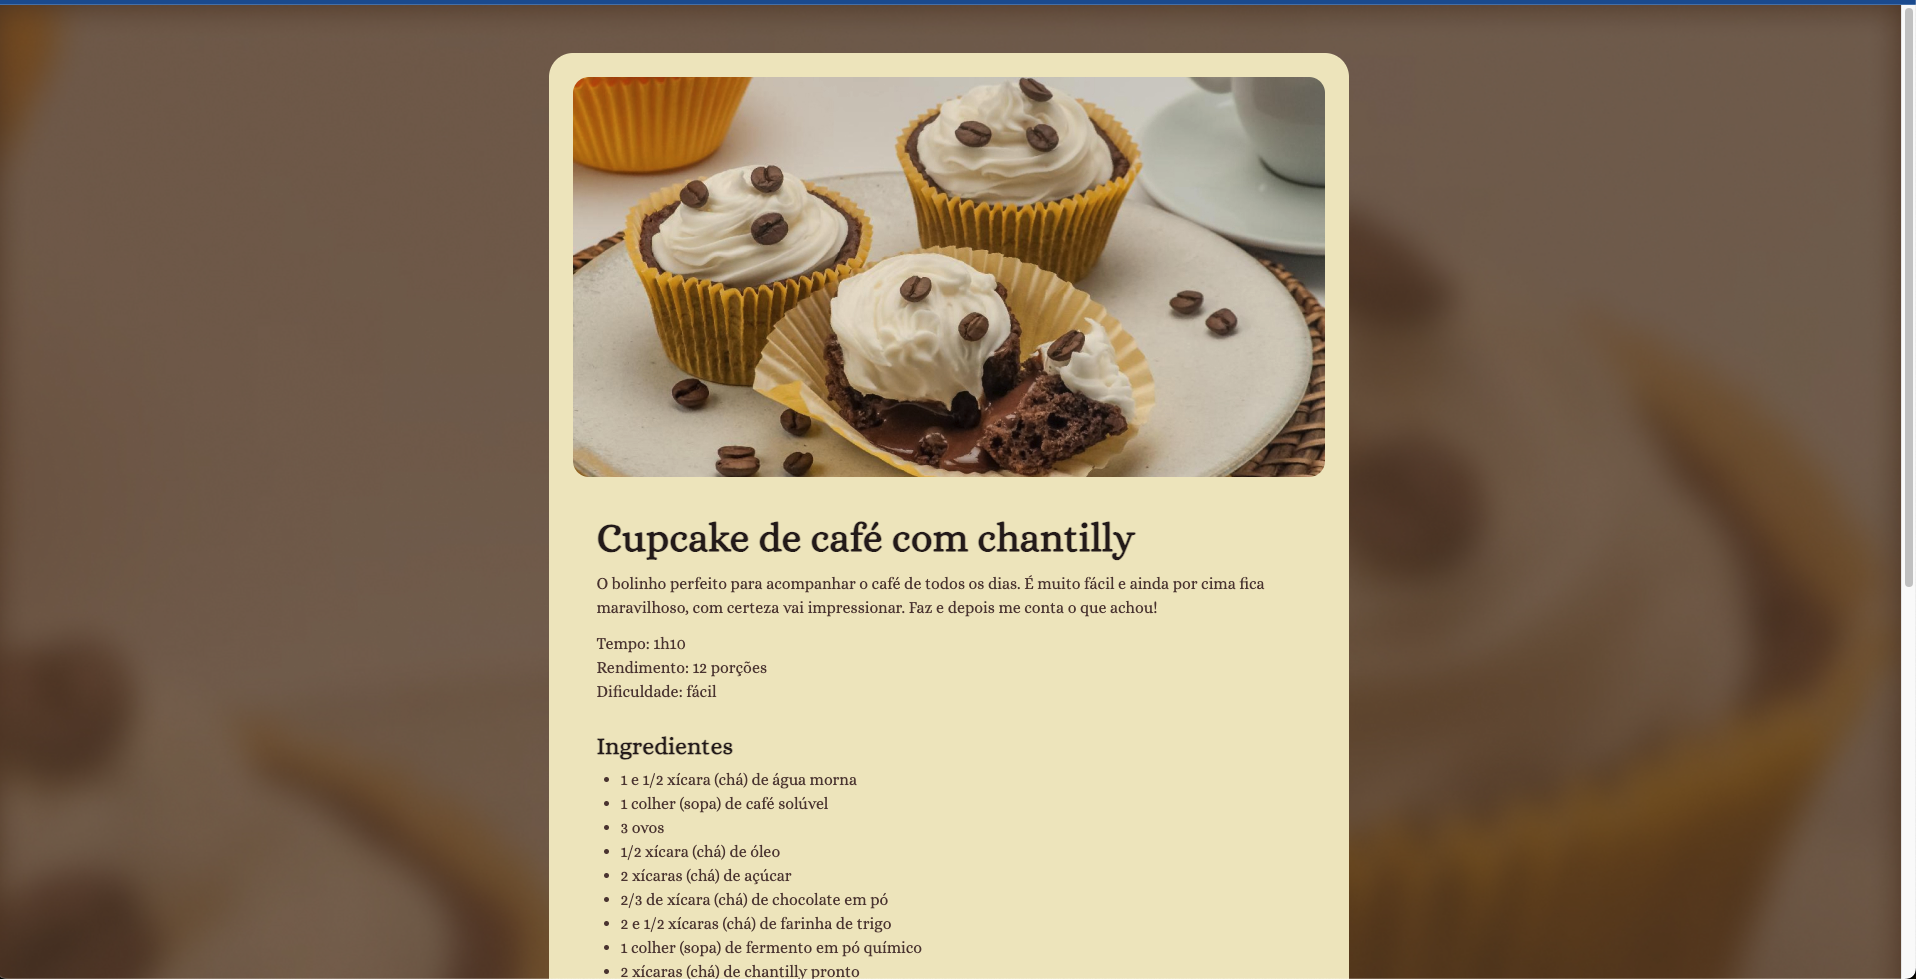 Cupcake de café com chantilly
O bolinho perfeito para acompanhar o café de todos os dias. É muito fácil e ainda por cima fica
maravilhoso, com certeza vai impressionar. Faz e depois me conta o que achou!
Tempo: 1h10
Rendimento: 12 porções
Dificuldade: fácil
Ingredientes
• 1 e 1/2 xícara (chá) de água morna
• 1 colher (sopa) de café solúvel
• 3 ovos
• 1/2 xícara (chá) de óleo
• 2 xícaras (chá) de açúcar
• 2/3 de xícara (chá) de chocolate em pó
• 2 e 1/2 xícaras (chá) de farinha de trigo
• 1 colher (sopa) de fermento em pó químico
• 2 xícaras (chá) de chantilly pronto